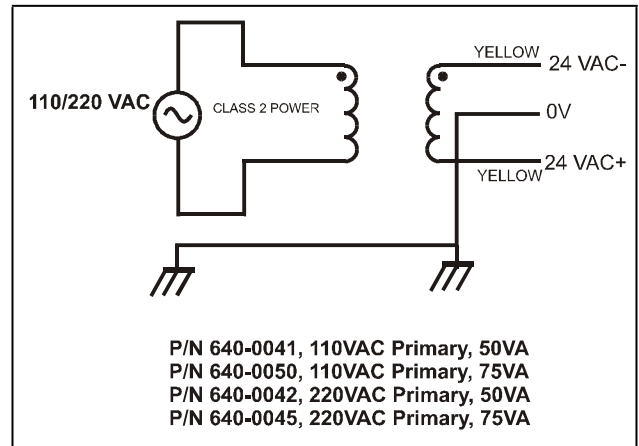 YELLOW
24 VAC-
110/220 VAC
CLASS 2 POWER
0V
24 VAC+
YELLOW
P/N 640-0041, 110VAC Primary, 50VA
P/N 640-0050, 110VAC Primary, 75VA
P/N 640-0042, 220VAC Primary, 50VA
P/N 640-0045, 220VAC Primary, 75VA